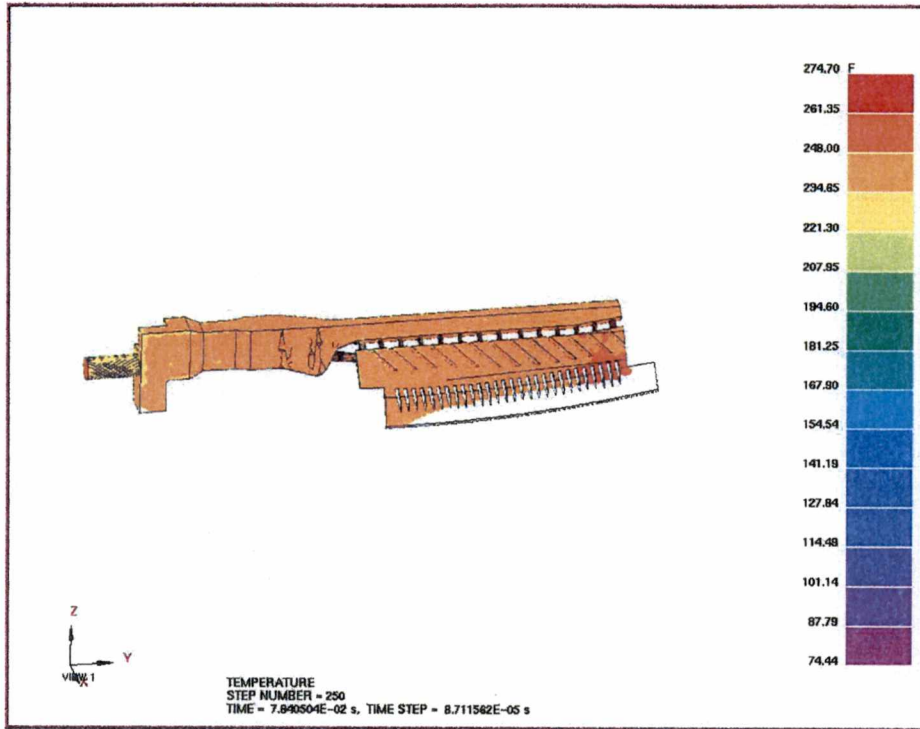 274.70 F
261.35
248.00
234.65
221.30
207.95
194.60
181.25
167.90
154.54
141.19
127.84
114.49
101.14
87.79
74.44
Z
Y
X
VIEW 1
TEMPERATURE
STEP NUMBER = 250
TIME = 7.840504E-02 s, TIME STEP = 8.711562E-05 s